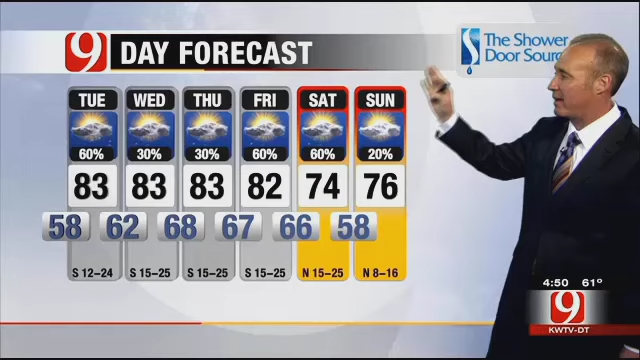 9 DAY FORECAST
The Shower
Door Sourc
TUE WED THU FRI SAT SUN
60% 30% 30% 60% 60% 20%
83 83 83 82 74 76
58 62 68 67 66 58
S 12-24 S 15-25 S 15-25 S 15-25 N 15-25 N 8-16
4:50 61°
9
KWTV-DT